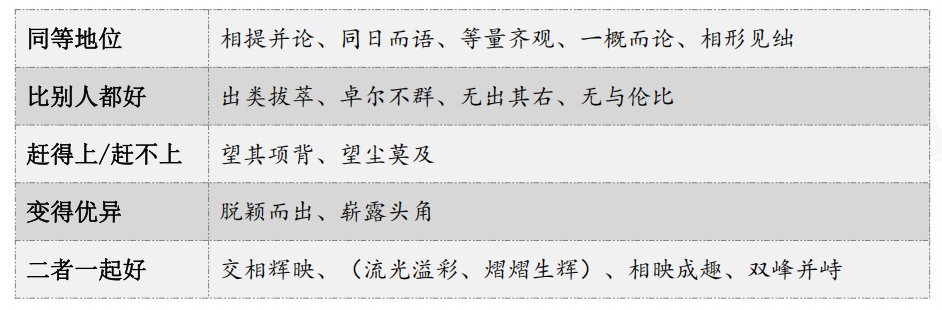 同等地位 相提并论、同日而语、等量齐观、一概而论、相形见绌
比别人都好 出类拔萃、卓尔不群、无出其右、无与伦比
赶得上/赶不上 望其项背、望尘莫及
变得优异 脱颖而出、崭露头角
二者一起好 交相辉映、（流光溢彩、熠熠生辉）、相映成趣、双峰并峙